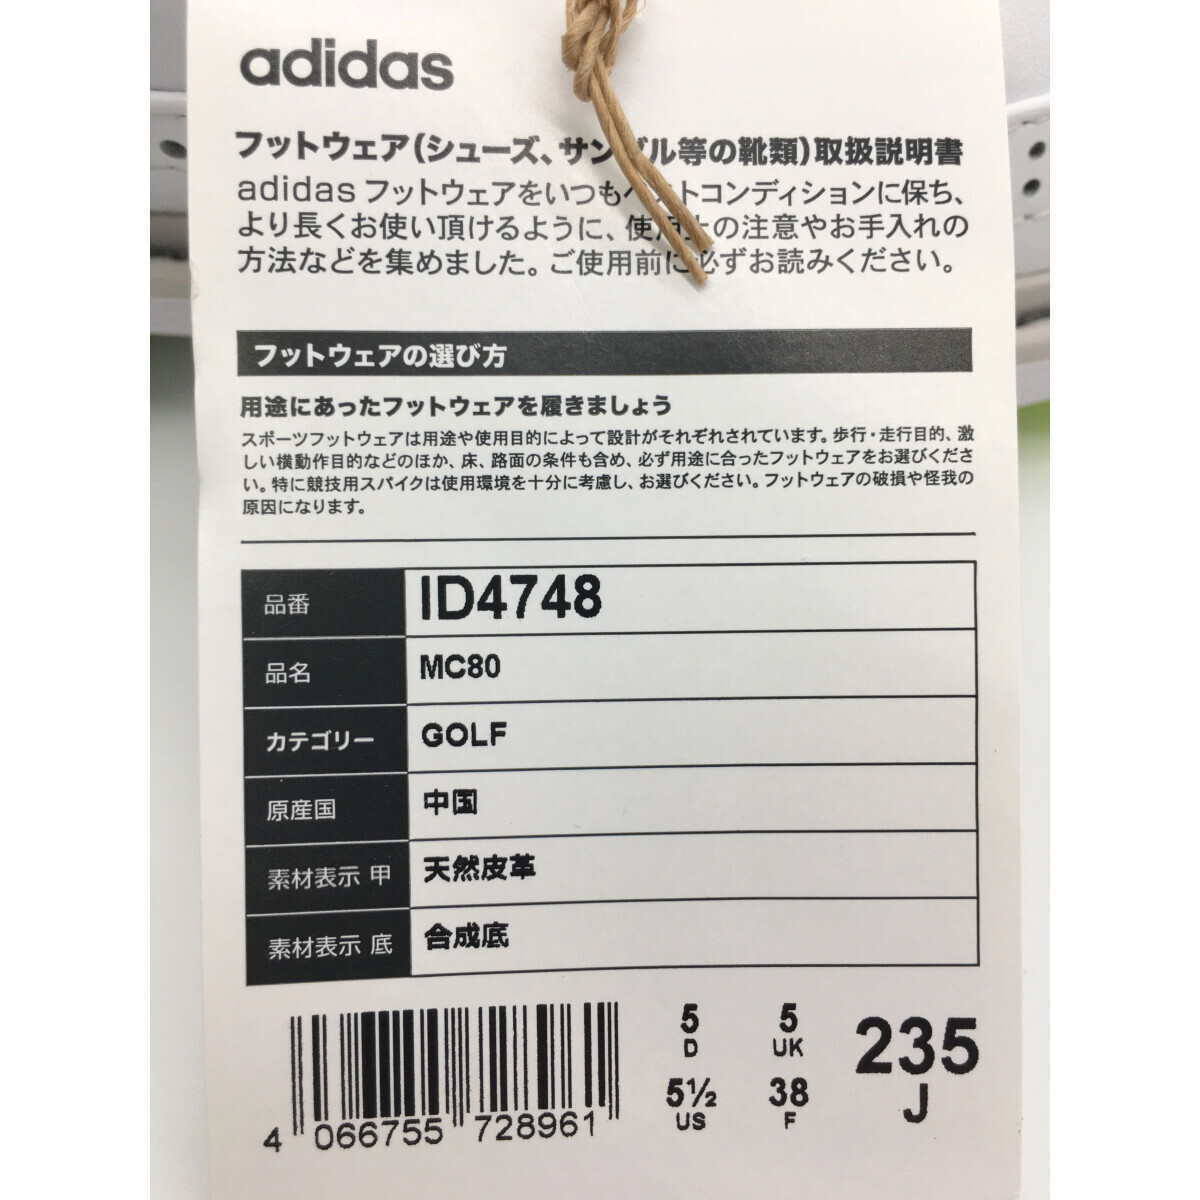 adidas
フットウェア(シューズ、サンダル等の靴類)取扱説明書
adidas フットウェアをいつもベストコンディションに保ち、
より長くお使い頂けるように、使用上の注意やお手入れの
方法などを集めました。ご使用前に必ずお読みください。
フットウェアの選び方
用途にあったフットウェアを履きましょう
スポーツフットウェアは用途や使用目的によって設計がそれぞれされています。歩行・走行目的、激
しい横動作目的などのほか、床、路面の条件も含め、必ず用途に合ったフットウェアをお選びくださ
い。特に競技用スパイクは使用環境を十分に考慮し、お選びください。フットウェアの破損や怪我の
原因になります。
品番 ID4748
品名 MC80
カテゴリー GOLF
原産国 中国
素材表示 甲 天然皮革
素材表示 底 合成底
5 D
5 UK
235 J
5½ US
38 F
4 066755 728961